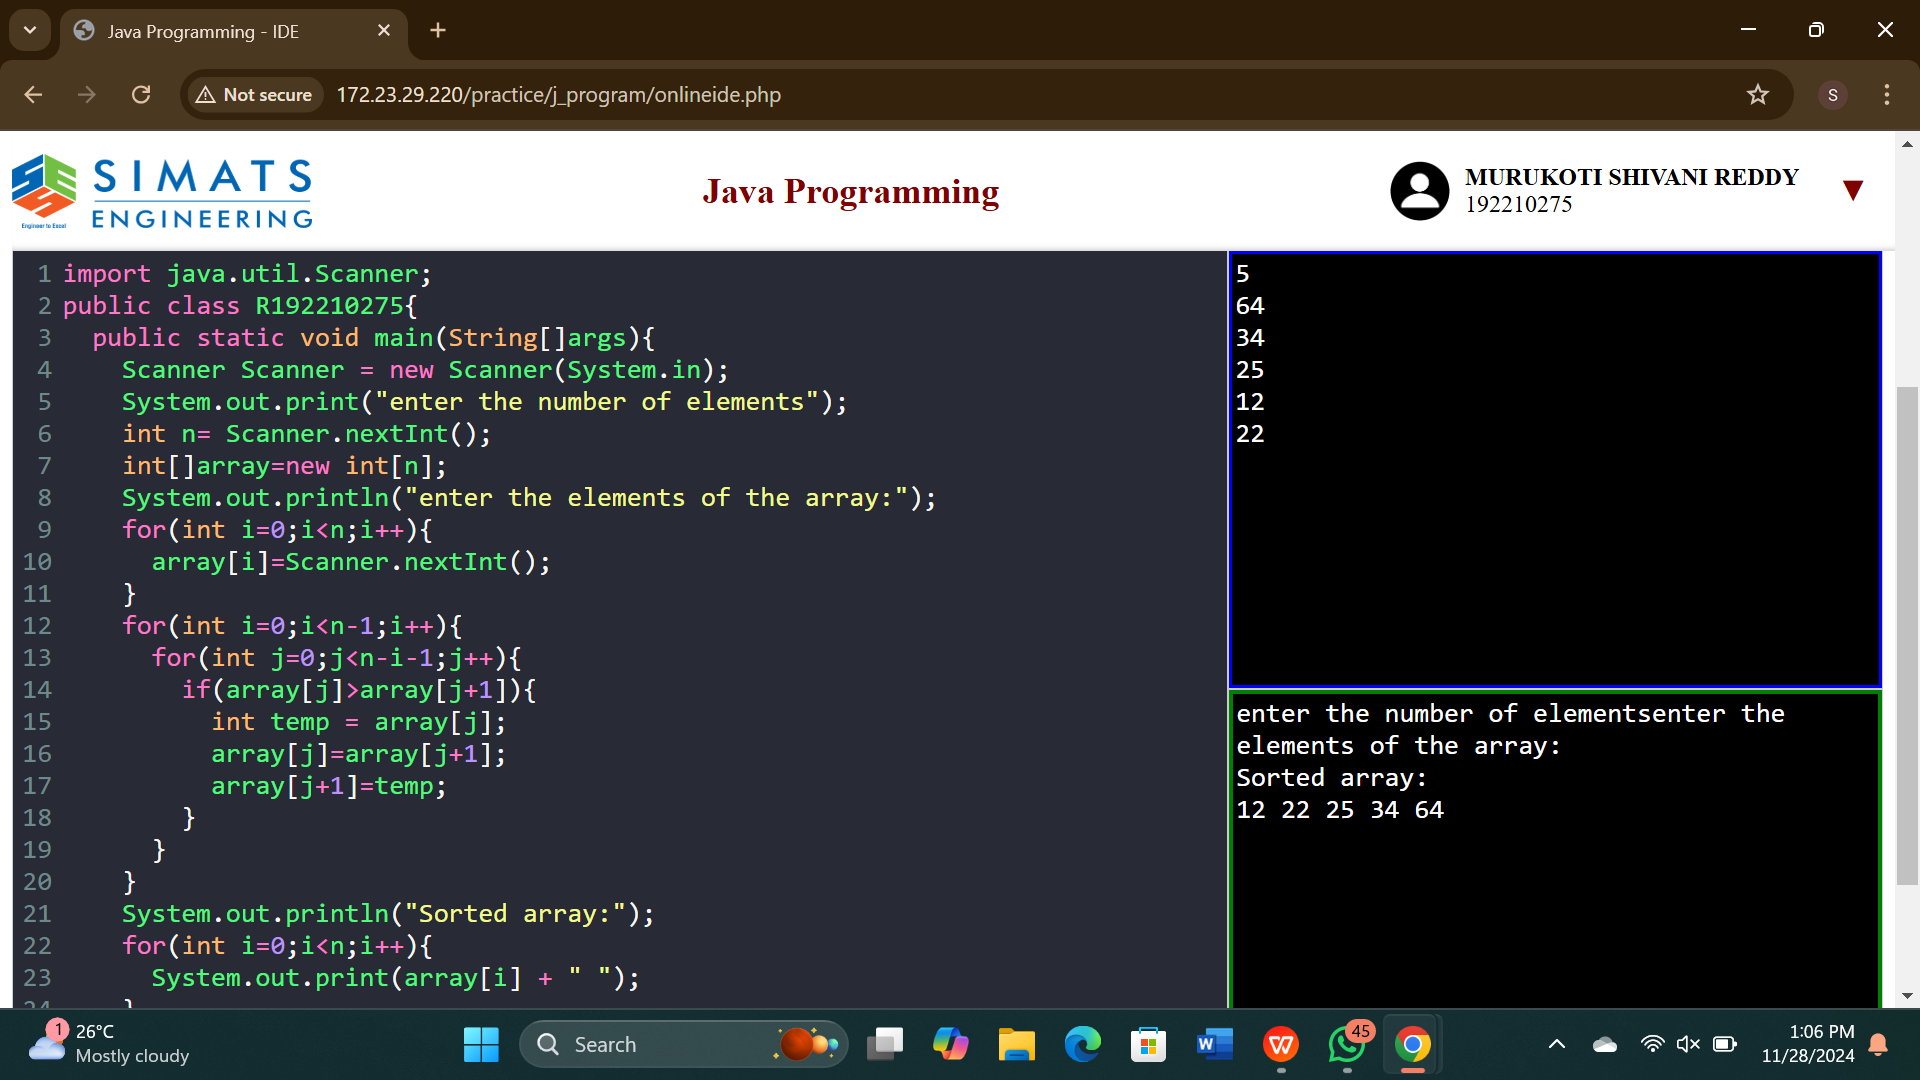 Java Programming - IDE
Not secure
172.23.29.220/practice/j_program/onlineide.php
S
SIMATS
ENGINEERING
Engineer to Excel
Java Programming
MURUKOTI SHIVANI REDDY
192210275
1 import java.util.Scanner;
2 public class R192210275{
3   public static void main(String[]args){
4     Scanner Scanner = new Scanner(System.in);
5     System.out.print("enter the number of elements");
6     int n= Scanner.nextInt();
7     int[]array=new int[n];
8     System.out.println("enter the elements of the array:");
9     for(int i=0;i<n;i++){
10       array[i]=Scanner.nextInt();
11     }
12     for(int i=0;i<n-1;i++){
13       for(int j=0;j<n-i-1;j++){
14         if(array[j]>array[j+1]){
15           int temp = array[j];
16           array[j]=array[j+1];
17           array[j+1]=temp;
18         }
19       }
20     }
21     System.out.println("Sorted array:");
22     for(int i=0;i<n;i++){
23       System.out.print(array[i] + " ");
24     }
5
64
34
25
12
22
enter the number of elementsenter the
elements of the array:
Sorted array:
12 22 25 34 64
1
26°C
Mostly cloudy
Search
45
1:06 PM
11/28/2024